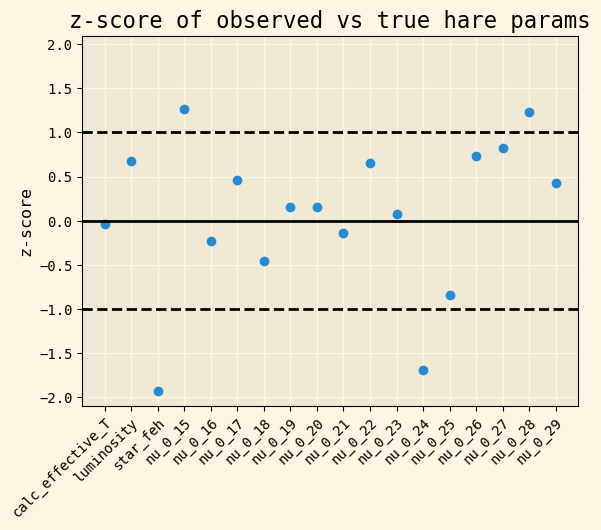 z-score of observed vs true hare params
z-score
2.0
1.5
1.0
0.5
0.0
−0.5
−1.0
−1.5
−2.0
calc_effective_T
luminosity
star_feh
nu_0_15
nu_0_16
nu_0_17
nu_0_18
nu_0_19
nu_0_20
nu_0_21
nu_0_22
nu_0_23
nu_0_24
nu_0_25
nu_0_26
nu_0_27
nu_0_28
nu_0_29